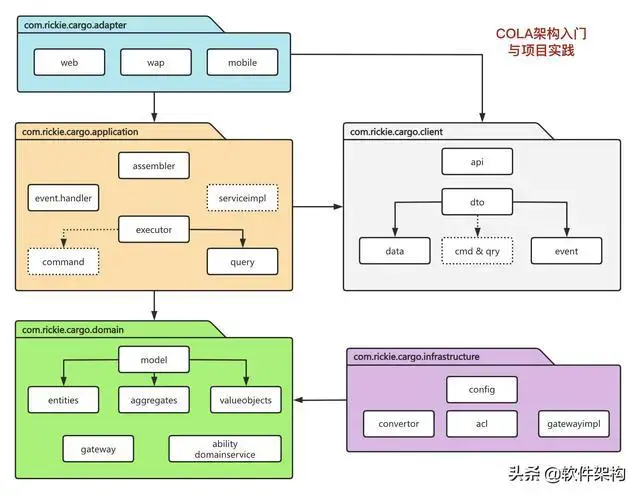 com.rickie.cargo.adapter
web
wap
mobile
COLA架构入门
与项目实践
com.rickie.cargo.application
assembler
event.handler
serviceimpl
executor
command
query
com.rickie.cargo.client
api
dto
data
cmd & qry
event
com.rickie.cargo.domain
model
entities
aggregates
valueobjects
gateway
ability
domainservice
com.rickie.cargo.infrastructure
config
convertor
acl
gatewayimpl
头条 @软件架构